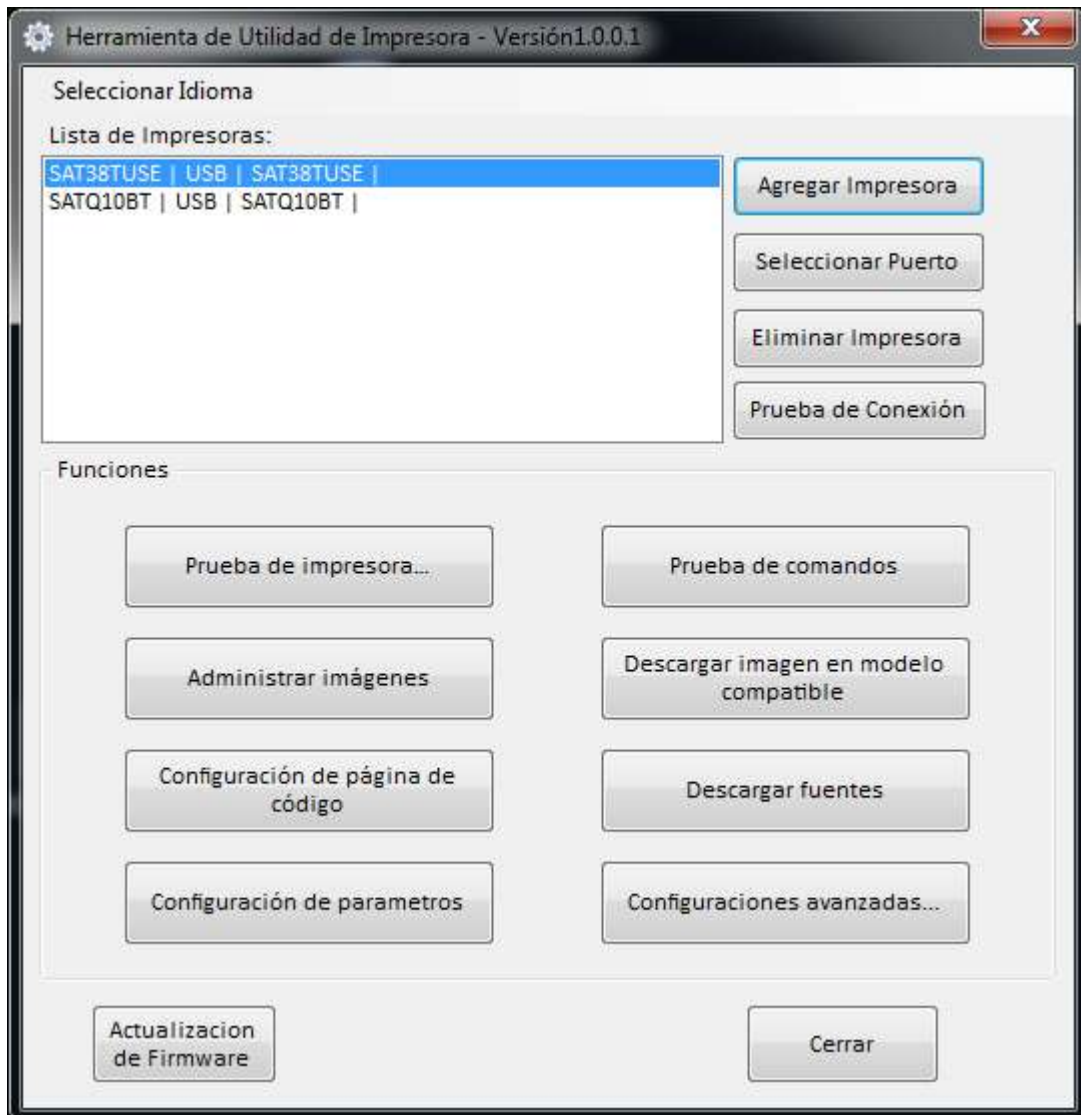 Herramienta de Utilidad de Impresora - Versión1.0.0.1
Seleccionar Idioma
Lista de Impresoras:
SAT38TUSE | USB | SAT38TUSE |
SATQ10BT | USB | SATQ10BT |
Agregar Impresora
Seleccionar Puerto
Eliminar Impresora
Prueba de Conexión
Funciones
Prueba de impresora...
Prueba de comandos
Administrar imágenes
Descargar imagen en modelo
compatible
Configuración de página de
código
Descargar fuentes
Configuración de parametros
Configuraciones avanzadas...
Actualizacion
de Firmware
Cerrar